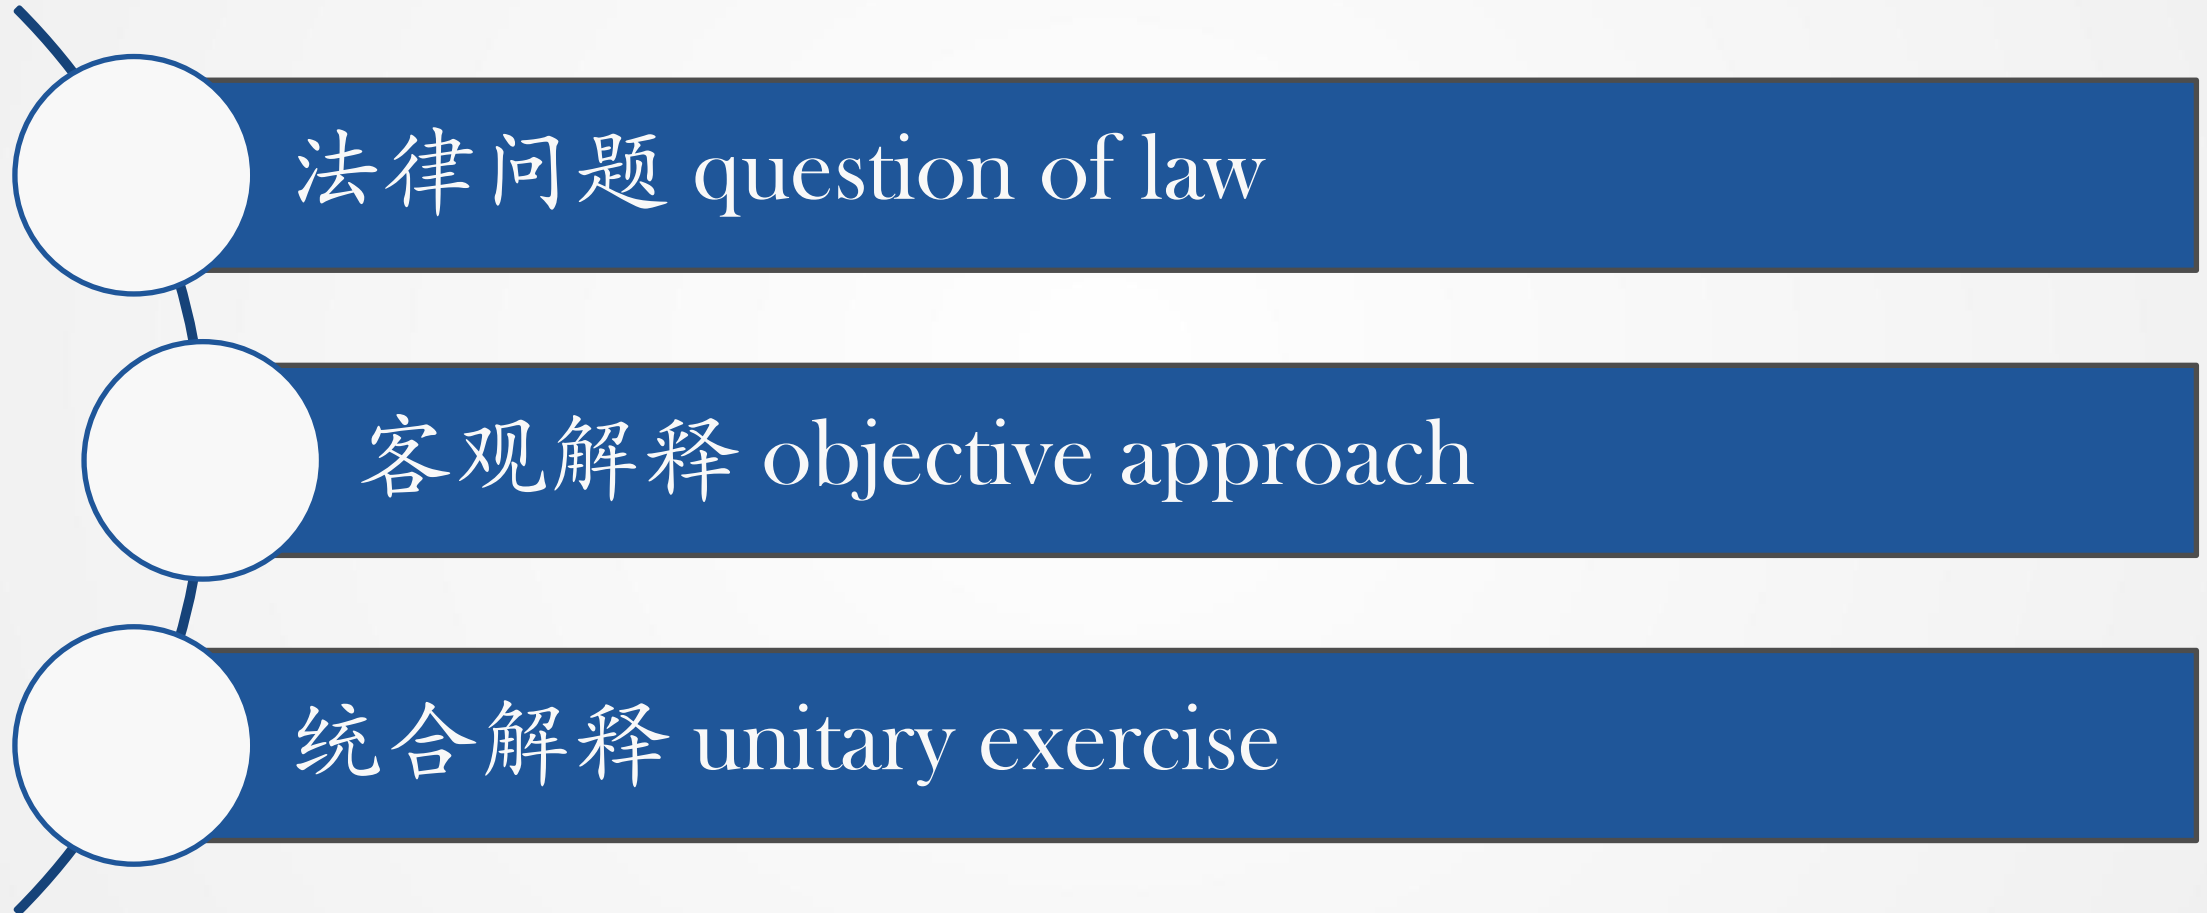 法律问题 question of law
客观解释 objective approach
统合解释 unitary exercise